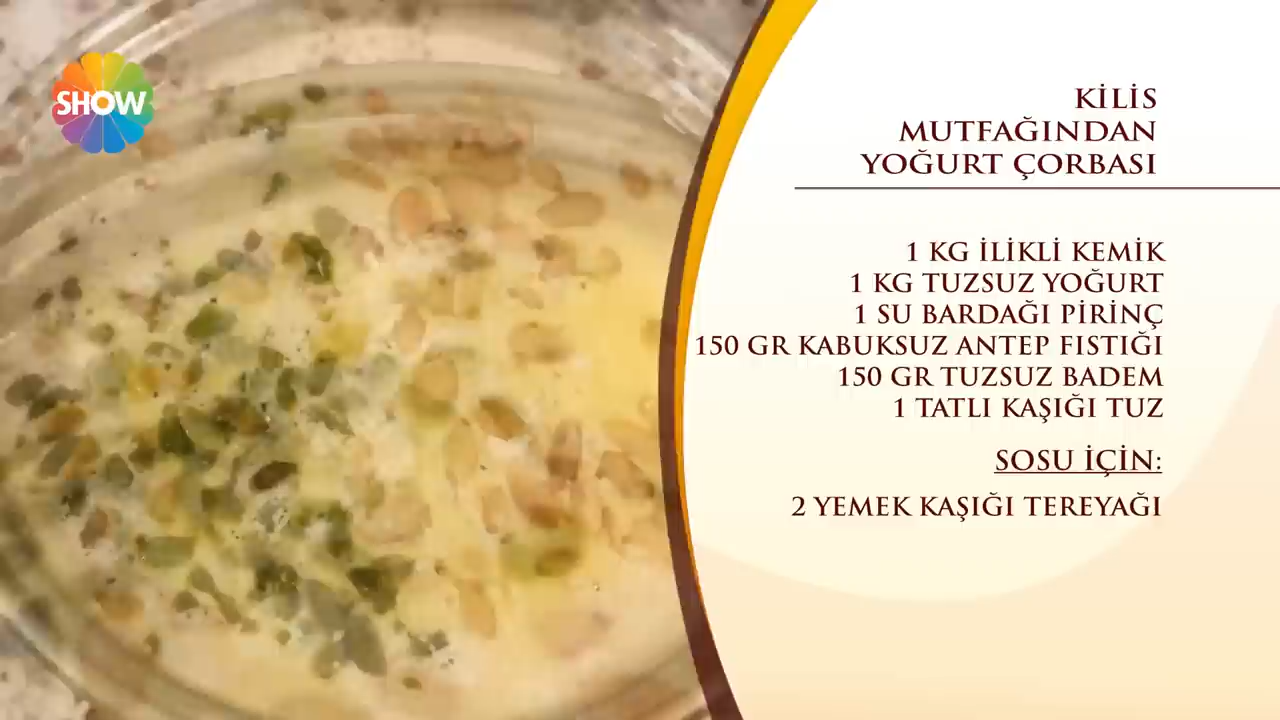 SHOW
KİLİS
MUTFAĞINDAN
YOĞURT ÇORBASI
1 KG İLİKLİ KEMİK
1 KG TUZSUZ YOĞURT
1 SU BARDAĞI PİRİNÇ
150 GR KABUKSUZ ANTEP FISTIĞI
150 GR TUZSUZ BADEM
1 TATLI KAŞIĞI TUZ
SOSU İÇİN:
2 YEMEK KAŞIĞI TEREYAĞI